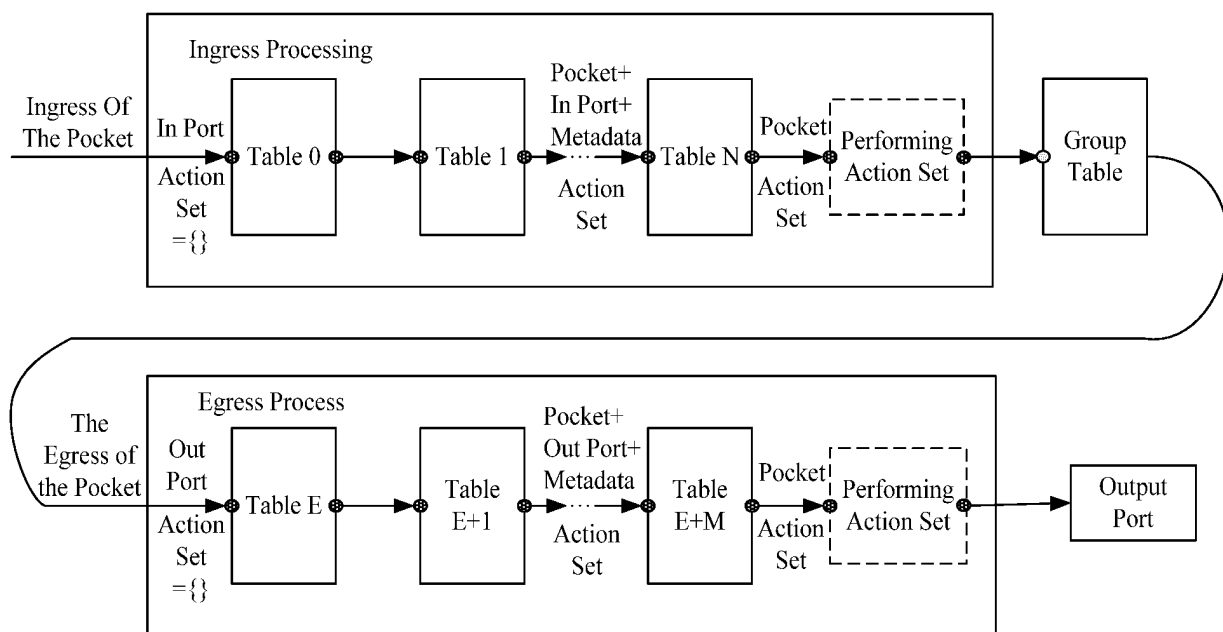 Ingress Processing
Ingress Of
The Pocket
In Port
Action
Set
={}
Table 0
Table 1
Pocket+
In Port+
Metadata
...
Action
Set
Table N
Pocket
Action
Set
Performing
Action Set
Group
Table
Egress Process
The
Egress of
the Pocket
Out
Port
Action
Set
={}
Table E
Table
E+1
Pocket+
Out Port+
Metadata
...
Action
Set
Table
E+M
Pocket
Action
Set
Performing
Action Set
Output
Port